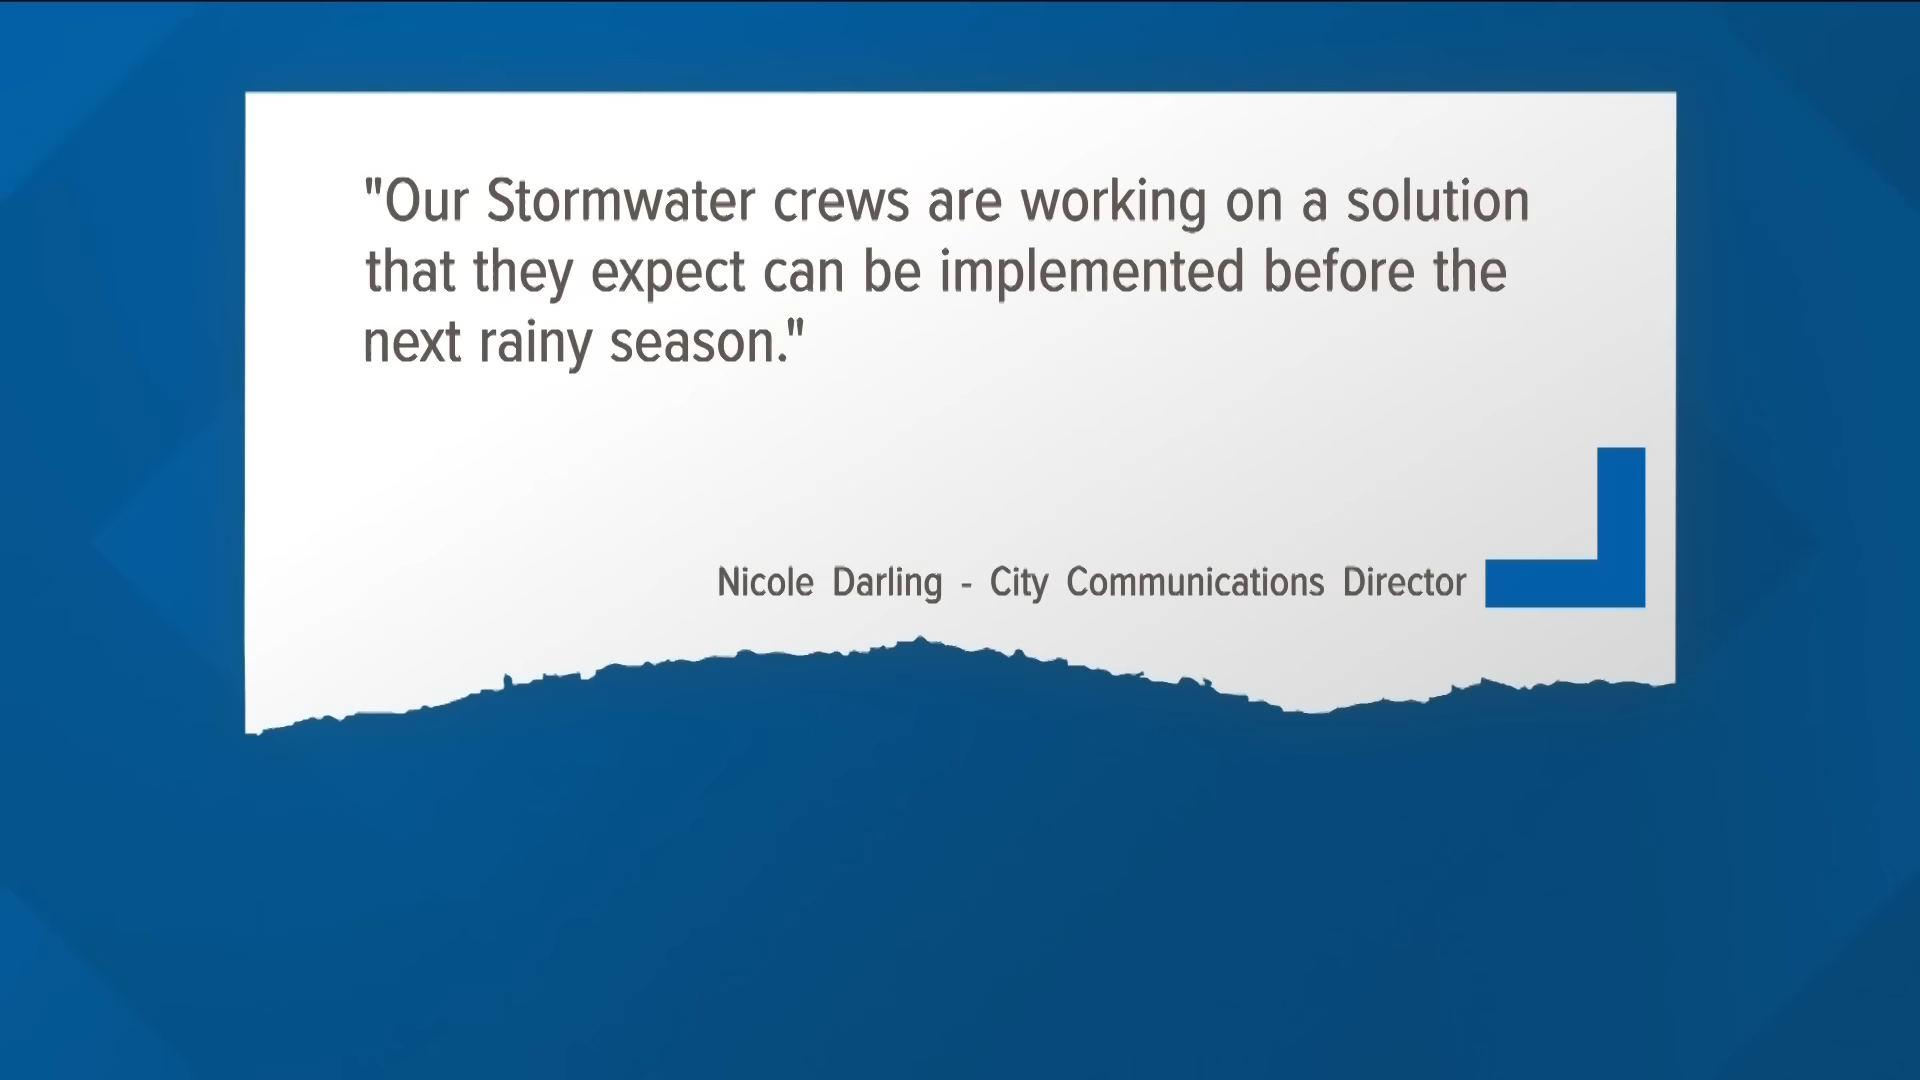 "Our Stormwater crews are working on a solution
that they expect can be implemented before the
next rainy season."
Nicole Darling - City Communications Director